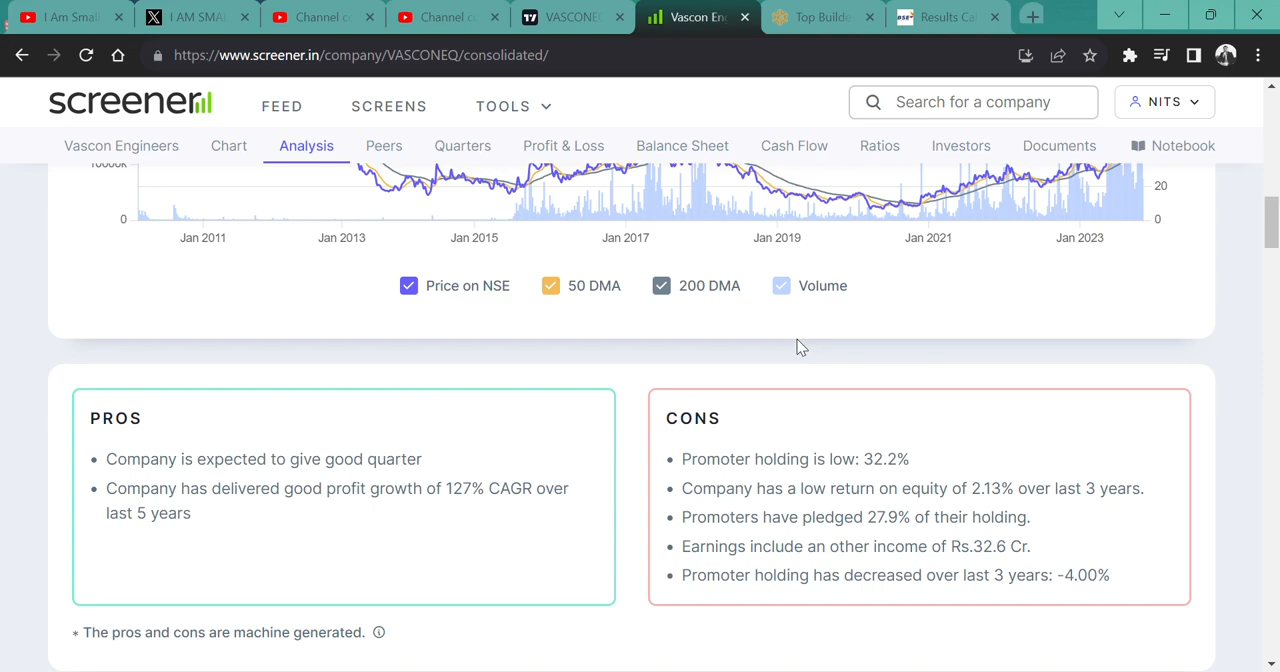 I Am Small
I AM SMAL
Channel c
Channel c
VASCONE
Vascon En
Top Builde
BSE
Results Ca
https://www.screener.in/company/VASCONEQ/consolidated/
screener
FEED
SCREENS
TOOLS
Search for a company
NITS
Vascon Engineers
Chart
Analysis
Peers
Quarters
Profit & Loss
Balance Sheet
Cash Flow
Ratios
Investors
Documents
Notebook
10000K
20
0
0
Jan 2011
Jan 2013
Jan 2015
Jan 2017
Jan 2019
Jan 2021
Jan 2023
Price on NSE
50 DMA
200 DMA
Volume
PROS
• Company is expected to give good quarter
• Company has delivered good profit growth of 127% CAGR over
last 5 years
CONS
• Promoter holding is low: 32.2%
• Company has a low return on equity of 2.13% over last 3 years.
• Promoters have pledged 27.9% of their holding.
• Earnings include an other income of Rs.32.6 Cr.
• Promoter holding has decreased over last 3 years: -4.00%
* The pros and cons are machine generated.